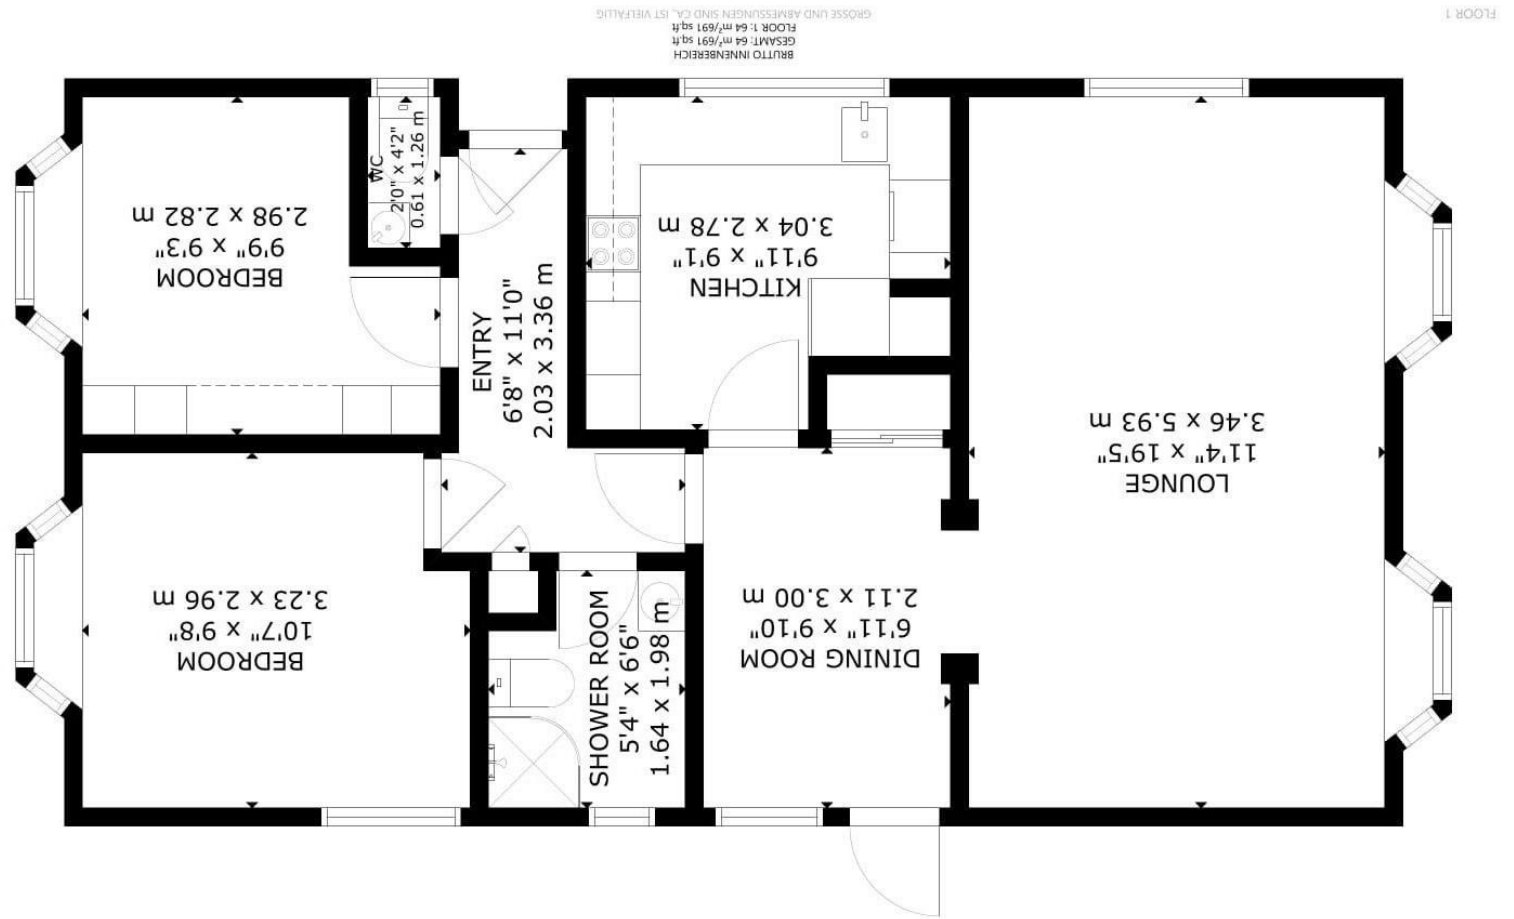 BEDROOM
10'7" x 9'8"
3.23 x 2.96 m
SHOWER ROOM
5'4" x 6'6"
1.64 x 1.98 m
DINING ROOM
6'11" x 9'10"
2.11 x 3.00 m
LOUNGE
11'4" x 19'5"
3.46 x 5.93 m
KITCHEN
9'11" x 9'1"
3.04 x 2.78 m
ENTRY
6'8" x 11'0"
2.03 x 3.36 m
BEDROOM
9'9" x 9'3"
2.98 x 2.82 m
WC
2'0" x 4'2"
0.61 x 1.26 m
BRUTTO INNENBEREICH
GESAMT: 64 m²/691 sq.ft
FLOOR 1: 64 m²/691 sq.ft
GRÖSSE UND ABMESSUNGEN SIND CA., IST VIELFÄLTIG
FLOOR 1